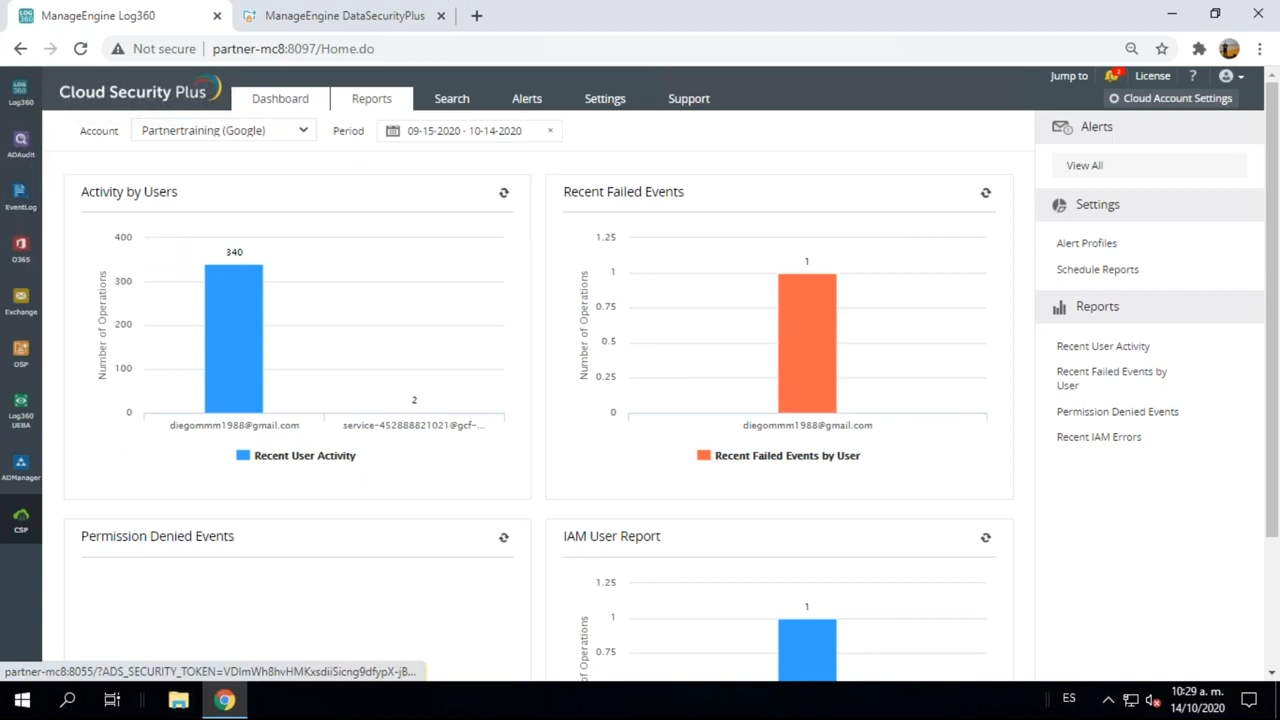 ManageEngine Log360
ManageEngine DataSecurityPlus
Not secure
partner-mc8:8097/Home.do
LOG 360
Log360
ADAudit
EventLog
O365
Exchange
DSP
Log360 UEBA
ADManager
CSP
Cloud Security Plus
Dashboard
Reports
Search
Alerts
Settings
Support
Jump to
License
?
Cloud Account Settings
Account
Partnertraining (Google)
Period
09-15-2020 - 10-14-2020
×
Activity by Users
400
300
200
100
0
Number of Operations
340
2
diegommm1988@gmail.com
service-452888821021@gcf-...
Recent User Activity
Recent Failed Events
1.25
1
0.75
0.5
0.25
0
Number of Operations
1
diegommm1988@gmail.com
Recent Failed Events by User
Permission Denied Events
IAM User Report
1.25
1
0.75
of Operations
1
Alerts
View All
Settings
Alert Profiles
Schedule Reports
Reports
Recent User Activity
Recent Failed Events by
User
Permission Denied Events
Recent IAM Errors
partner-mc8:8055/?ADS_SECURITY_TOKEN=VDlmWh8hvHMKxsdiiSicng9dfypX-jB...
ES
10:29 a. m.
14/10/2020